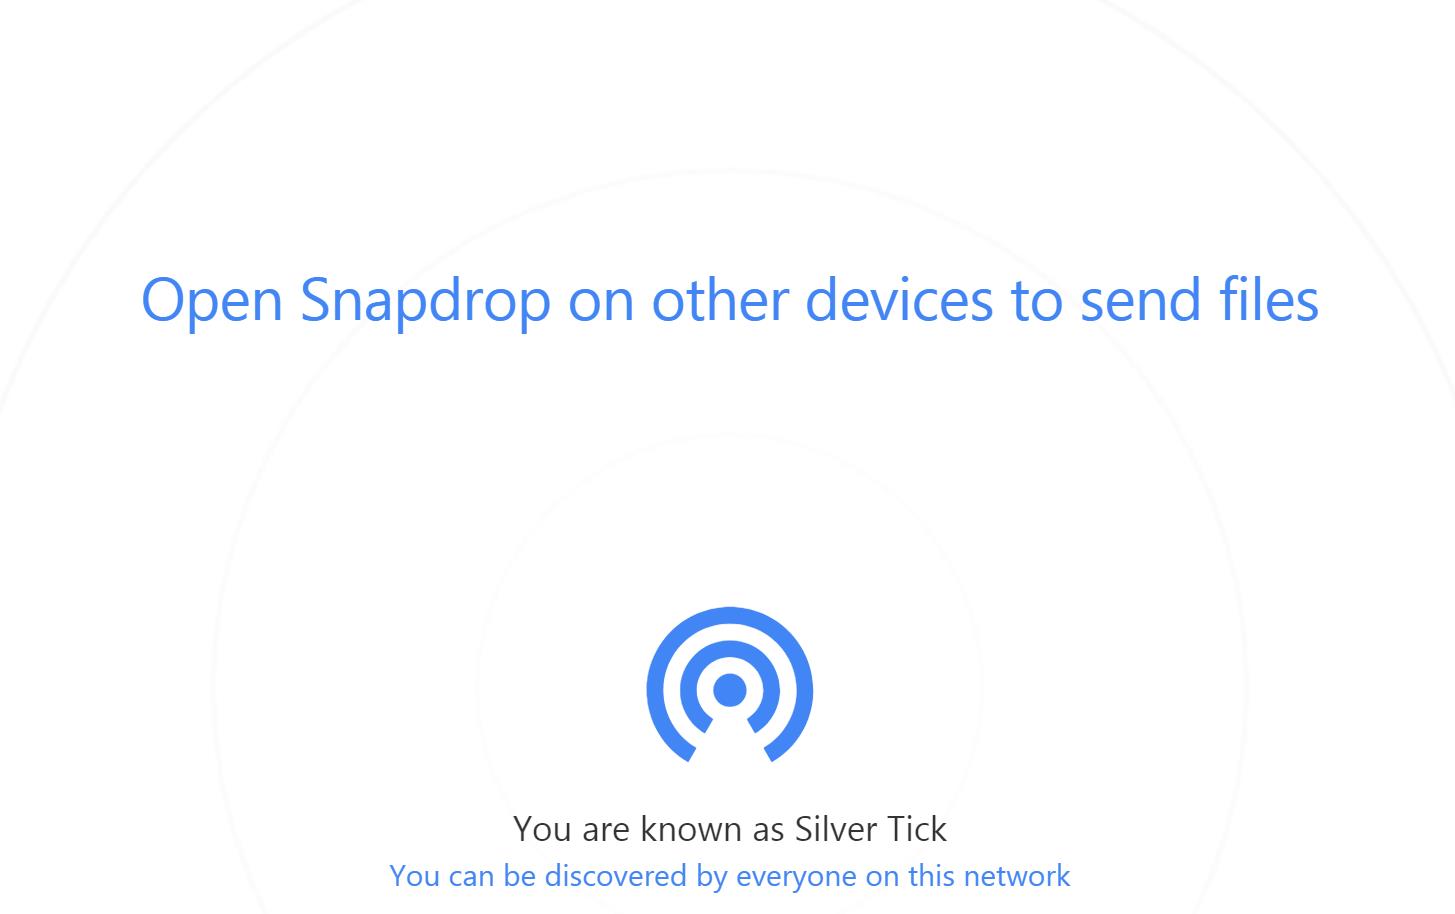 Open Snapdrop on other devices to send files
You are known as Silver Tick
You can be discovered by everyone on this network